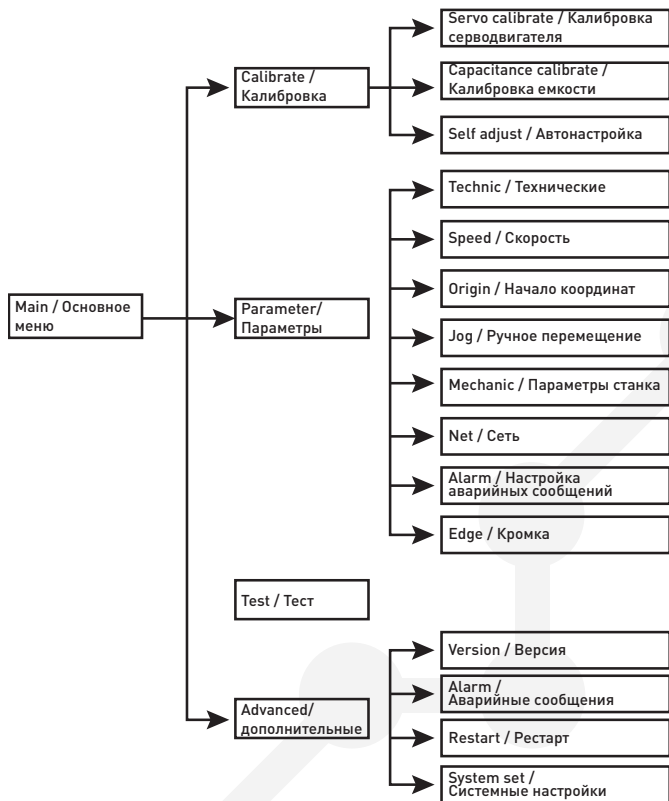 Main / Основное
меню
Calibrate /
Калибровка
Servo calibrate / Калибровка
серводвигателя
Capacitance calibrate /
Калибровка емкости
Self adjust / Автонастройка
Parameter/
Параметры
Technic / Технические
Speed / Скорость
Origin / Начало координат
Jog / Ручное перемещение
Mechanic / Параметры станка
Net / Сеть
Alarm / Настройка
аварийных сообщений
Edge / Кромка
Test / Тест
Advanced/
дополнительные
Version / Версия
Alarm /
Аварийные сообщения
Restart / Рестарт
System set /
Системные настройки